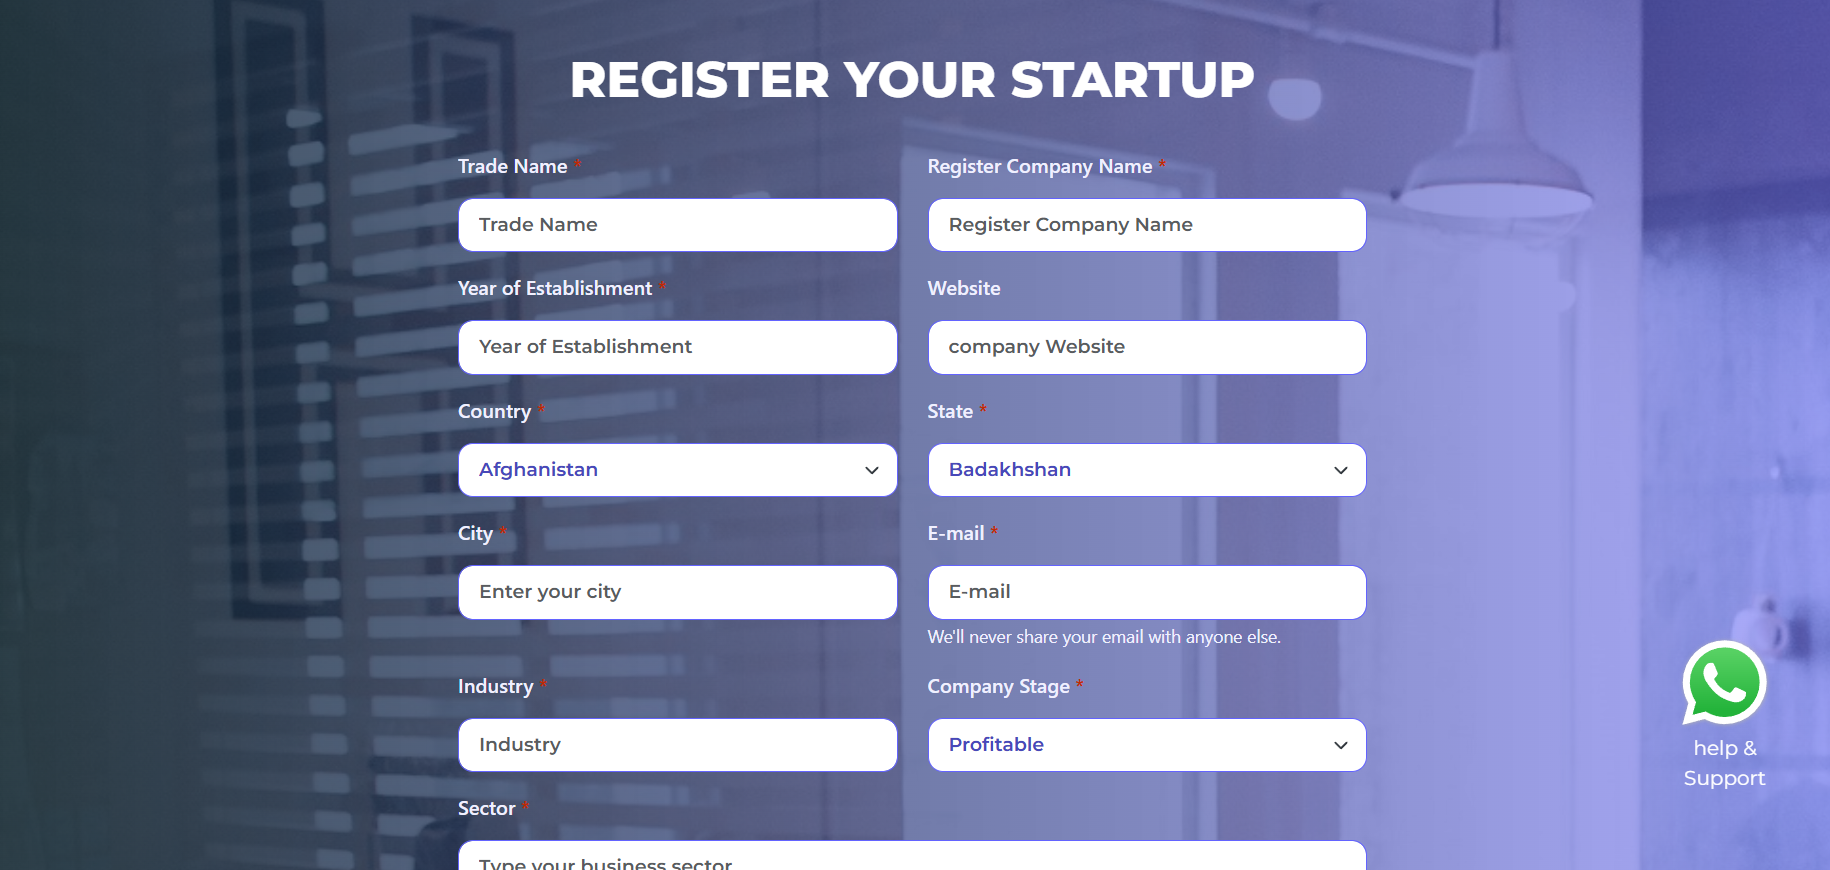 REGISTER YOUR STARTUP
Trade Name *
Register Company Name *
Trade Name
Register Company Name
Year of Establishment *
Website
Year of Establishment
company Website
Country *
State *
Afghanistan
Badakhshan
City *
E-mail *
Enter your city
E-mail
We'll never share your email with anyone else.
Industry *
Company Stage *
Industry
Profitable
help &
Support
Sector *
Type your business sector